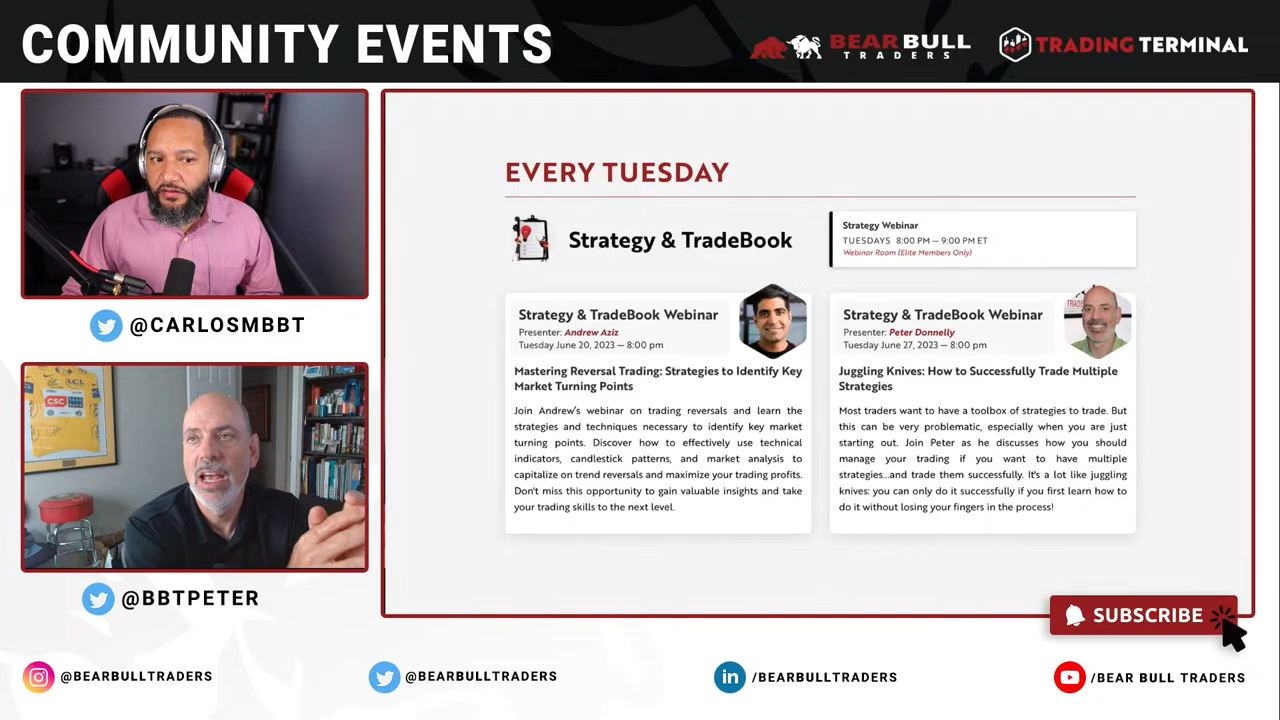 COMMUNITY EVENTS
BEARBULL
TRADERS
TRADING TERMINAL
@CARLOSMBBT
LCL
CSC
@BBTPETER
EVERY TUESDAY
Strategy & TradeBook
Strategy Webinar
TUESDAYS 8:00 PM — 9:00 PM ET
Webinar Room (Elite Members Only)
Strategy & TradeBook Webinar
Presenter: Andrew Aziz
Tuesday June 20, 2023 — 8:00 pm
Mastering Reversal Trading: Strategies to Identify Key
Market Turning Points
Join Andrew's webinar on trading reversals and learn the
strategies and techniques necessary to identify key market
turning points. Discover how to effectively use technical
indicators, candlestick patterns, and market analysis to
capitalize on trend reversals and maximize your trading profits.
Don't miss this opportunity to gain valuable insights and take
your trading skills to the next level.
Strategy & TradeBook Webinar
Presenter: Peter Donnelly
Tuesday June 27, 2023 — 8:00 pm
Juggling Knives: How to Successfully Trade Multiple
Strategies
Most traders want to have a toolbox of strategies to trade. But
this can be very problematic, especially when you are just
starting out. Join Peter as he discusses how you should
manage your trading if you want to have multiple
strategies...and trade them successfully. It's a lot like juggling
knives: you can only do it successfully if you first learn how to
do it without losing your fingers in the process!
SUBSCRIBE
@BEARBULLTRADERS
@BEARBULLTRADERS
/BEARBULLTRADERS
/BEAR BULL TRADERS